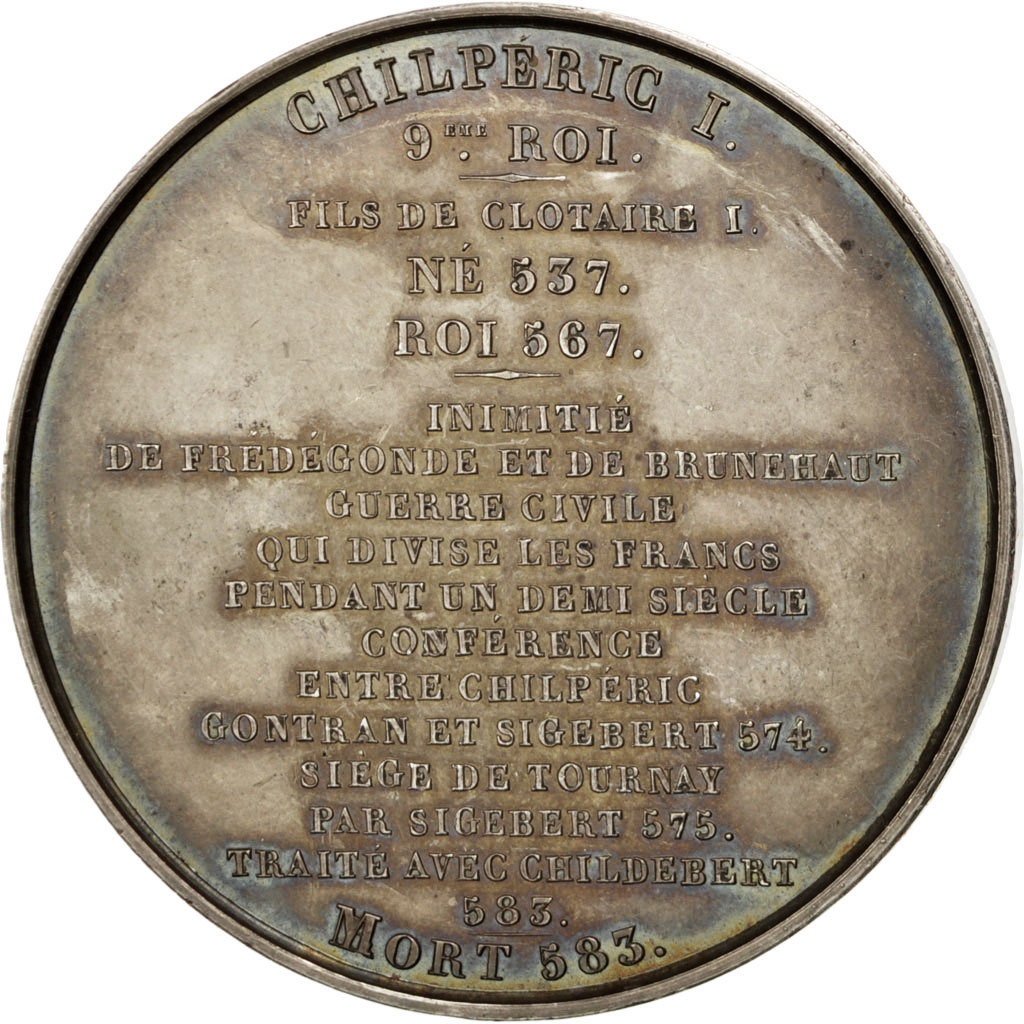 CHILPÉRIC I.
9EME. ROI.
FILS DE CLOTAIRE I.
NÉ 537.
ROI 567.
INIMITIÉ
DE FRÉDÉGONDE ET DE BRUNEHAUT
GUERRE CIVILE
QUI DIVISE LES FRANCS
PENDANT UN DEMI SIÈCLE
CONFÉRENCE
ENTRE CHILPÉRIC
GONTRAN ET SIGEBERT 574.
SIÉGE DE TOURNAY
PAR SIGEBERT 575.
TRAITÉ AVEC CHILDEBERT
583.
MORT 583.